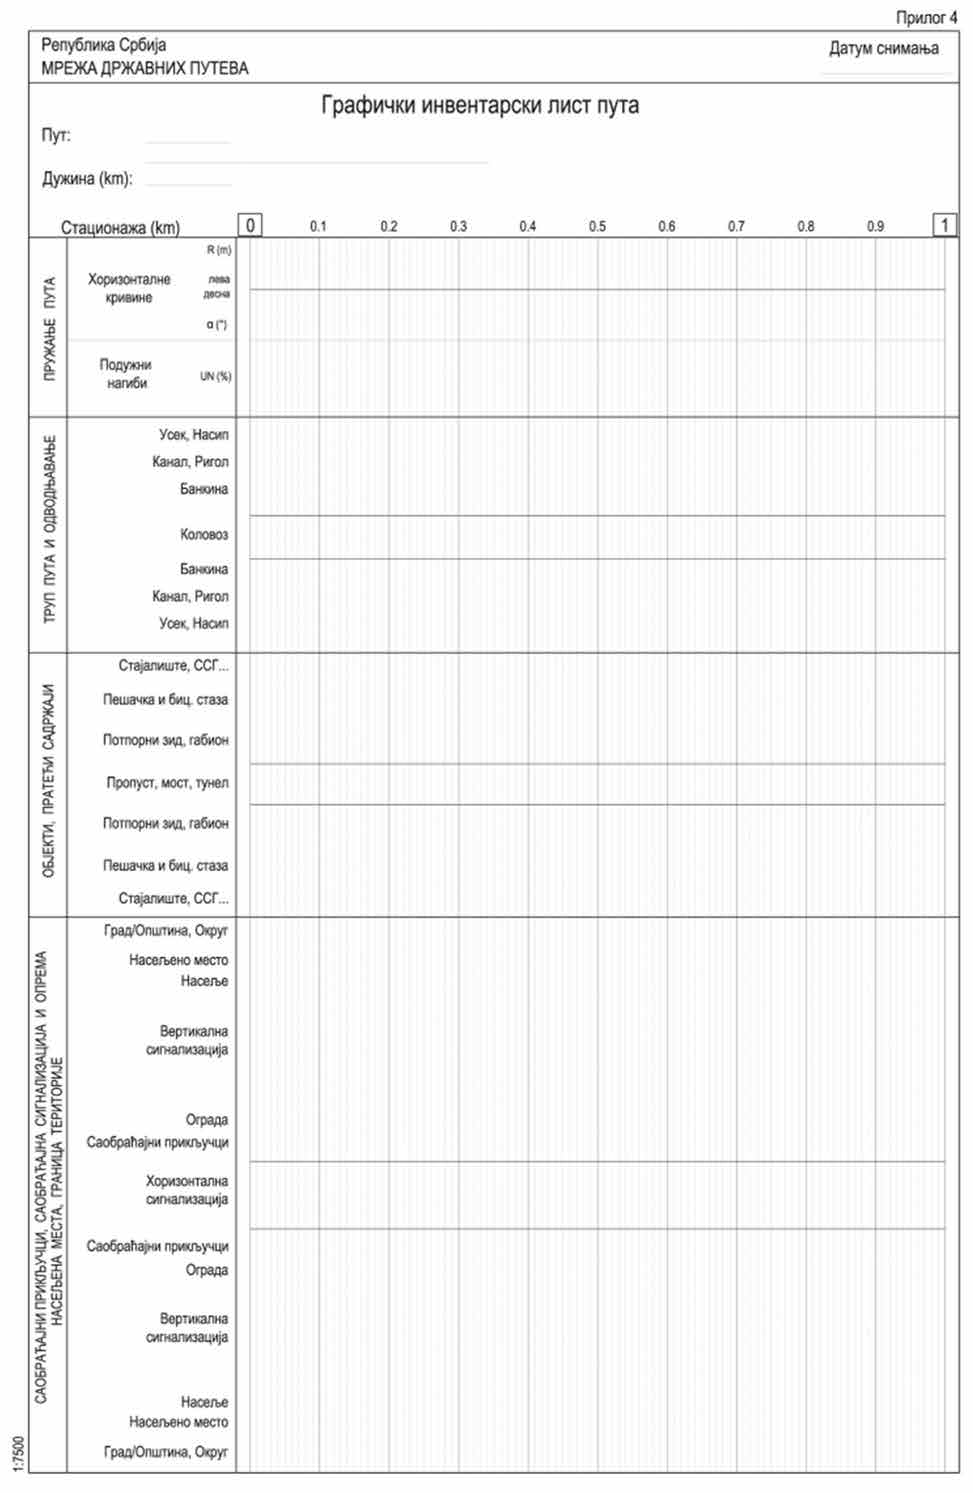 Прилог 4
Република Србија
Датум снимања
МРЕЖА ДРЖАВНИХ ПУТЕВА
Графички инвентарски лист пута
Пут:
Дужина (km):
Стационажа (km) 0 0.1 0.2 0.3 0.4 0.5 0.6 0.7 0.8 0.9 1
ПРУЖАЊЕ ПУТА
R (m)
Хоризонталне
кривине
лева
десна
α (°)
Подужни
нагиби
UN (%)
ТРУП ПУТА И ОДВОДЊАВАЊЕ
Усек, Насип
Канал, Ригол
Банкина
Коловоз
Банкина
Канал, Ригол
Усек, Насип
ОБЈЕКТИ, ПРАТЕЋИ САДРЖАЈИ
Стајалиште, ССГ...
Пешачка и биц. стаза
Потпорни зид, габион
Пропуст, мост, тунел
Потпорни зид, габион
Пешачка и биц. стаза
Стајалиште, ССГ...
САОБРАЋАЈНИ ПРИКЉУЧЦИ, САОБРАЋАЈНА СИГНАЛИЗАЦИЈА И ОПРЕМА
НАСЕЉЕНА МЕСТА, ГРАНИЦА ТЕРИТОРИЈЕ
Град/Општина, Округ
Насељено место
Насеље
Вертикална
сигнализација
Ограда
Саобраћајни прикључци
Хоризонтална
сигнализација
Саобраћајни прикључци
Ограда
Вертикална
сигнализација
Насеље
Насељено место
Град/Општина, Округ
1:7500